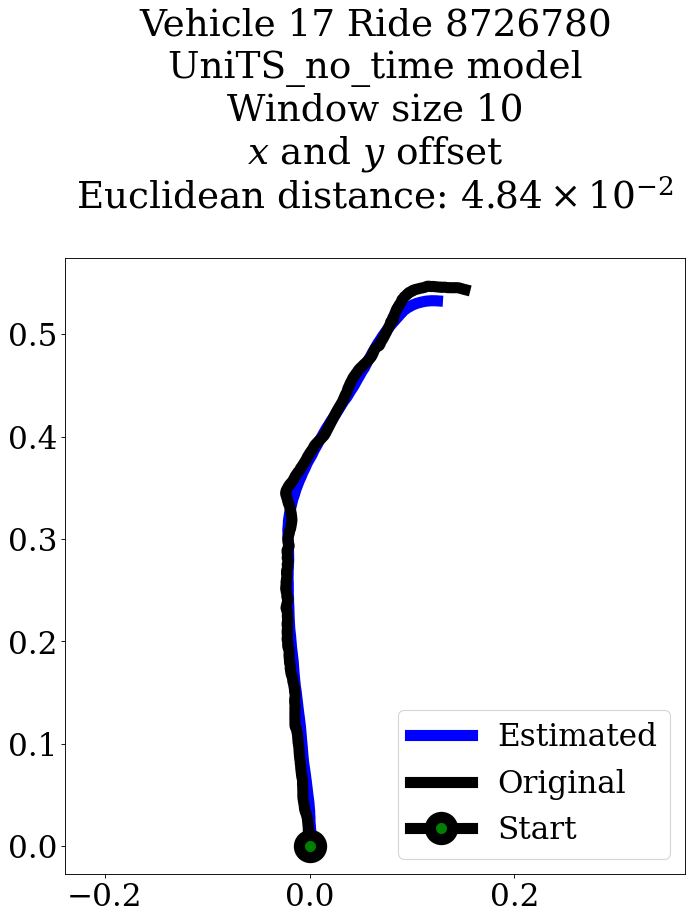 Vehicle 17 Ride 8726780
UniTS_no_time model
Window size 10
x and y offset
Euclidean distance: 4.84 × 10⁻²
0.5
0.4
0.3
0.2
0.1
0.0
−0.2 0.0 0.2
Estimated
Original
Start